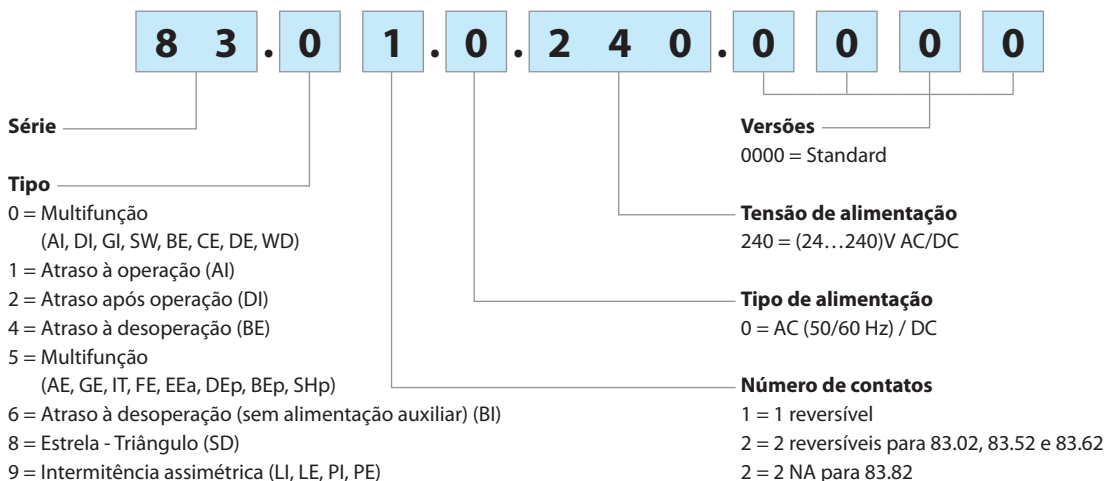 8 3 . 0 1 . 0 . 2 4 0 . 0 0 0 0
Série
Tipo
0 = Multifunção
(AI, DI, GI, SW, BE, CE, DE, WD)
1 = Atraso à operação (AI)
2 = Atraso após operação (DI)
4 = Atraso à desoperação (BE)
5 = Multifunção
(AE, GE, IT, FE, EEa, DEp, BEp, SHp)
6 = Atraso à desoperação (sem alimentação auxiliar) (BI)
8 = Estrela - Triângulo (SD)
9 = Intermitência assimétrica (LI, LE, PI, PE)
Versões
0000 = Standard
Tensão de alimentação
240 = (24…240)V AC/DC
Tipo de alimentação
0 = AC (50/60 Hz) / DC
Número de contatos
1 = 1 reversível
2 = 2 reversíveis para 83.02, 83.52 e 83.62
2 = 2 NA para 83.82